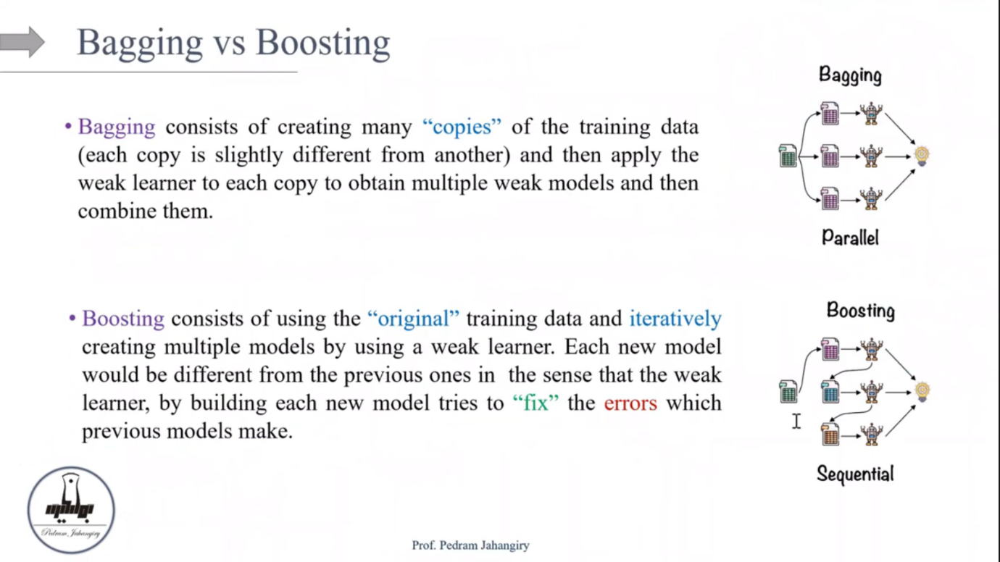 Bagging vs Boosting
• Bagging consists of creating many “copies” of the training data
(each copy is slightly different from another) and then apply the
weak learner to each copy to obtain multiple weak models and then
combine them.
Bagging
Parallel
• Boosting consists of using the “original” training data and iteratively
creating multiple models by using a weak learner. Each new model
would be different from the previous ones in the sense that the weak
learner, by building each new model tries to “fix” the errors which
previous models make.
Boosting
Sequential
Pedram Jahangiry
Prof. Pedram Jahangiry